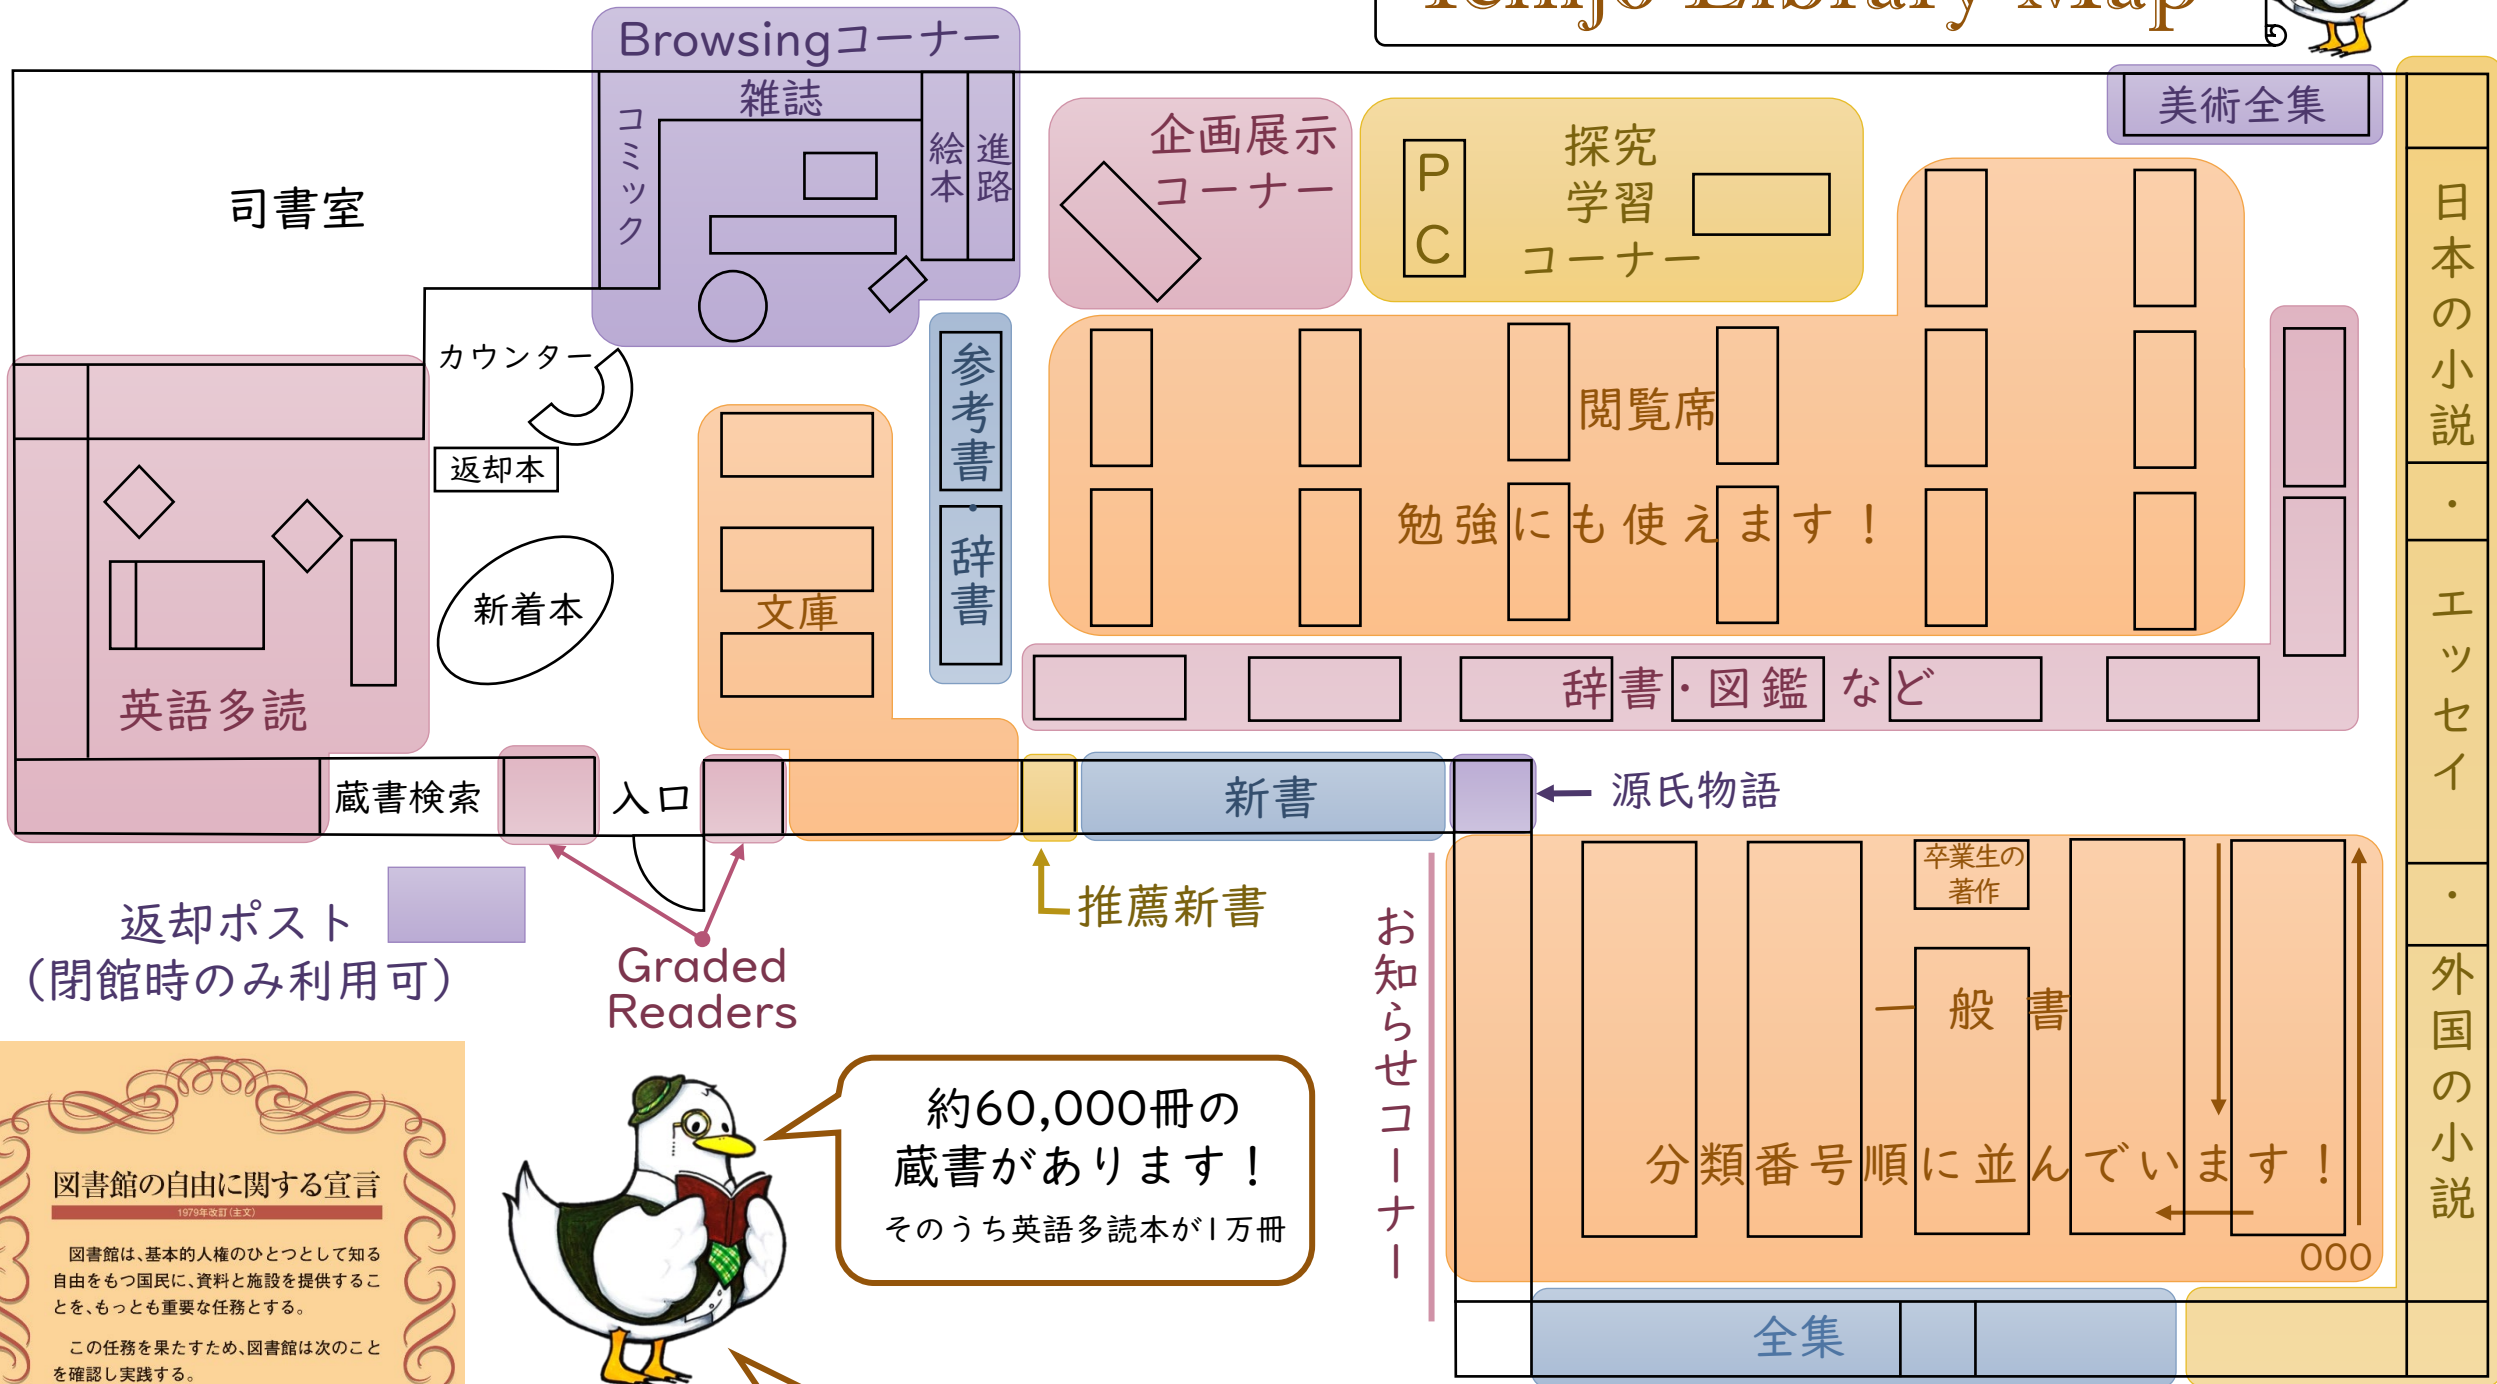 Library Map
Browsingコーナー
雑誌
コミック
絵本
進路
司書室
企画展示
コーナー
PC
探究
学習
コーナー
美術全集
日本の小説・エッセイ・外国の小説
カウンター
返却本
新着本
英語多読
文庫
参考書・辞書
閲覧席
勉強にも使えます！
辞書・図鑑 など
蔵書検索
入口
新書
源氏物語
推薦新書
返却ポスト
（閉館時のみ利用可）
Graded
Readers
お知らせコーナー
卒業生の
著作
一般書
分類番号順に並んでいます！
000
全集
約60,000冊の
蔵書があります！
そのうち英語多読本が1万冊
図書館の自由に関する宣言
1979年改訂（主文）
図書館は、基本的人権のひとつとして知る
自由をもつ国民に、資料と施設を提供するこ
とを、もっとも重要な任務とする。
この任務を果たすため、図書館は次のこと
を確認し実践する。